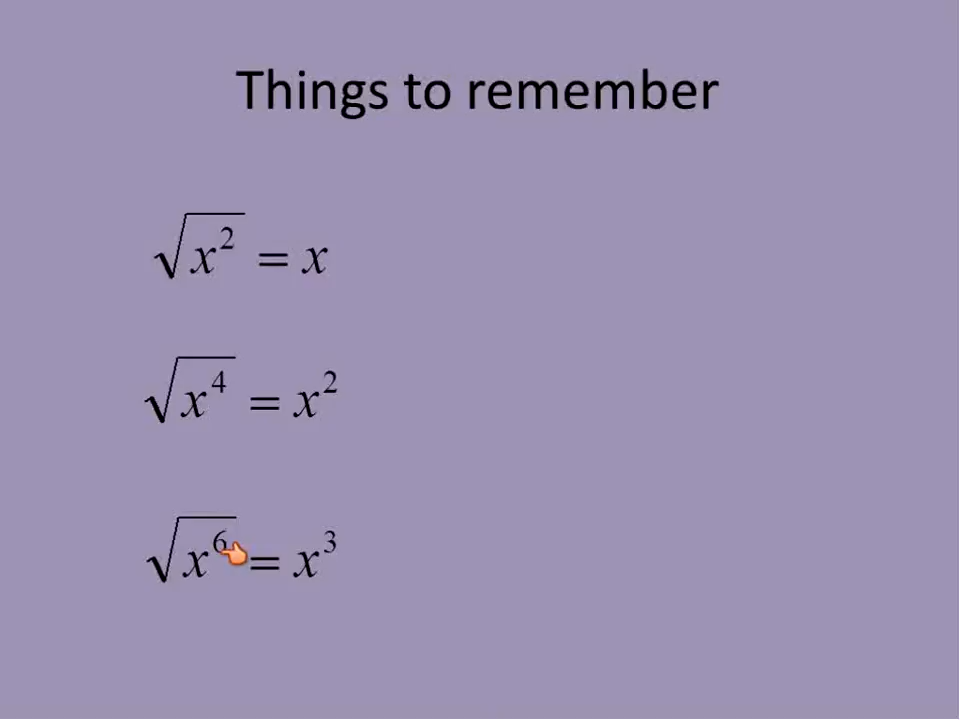 Things to remember
√x² = x
√x⁴ = x²
√x⁶ = x³